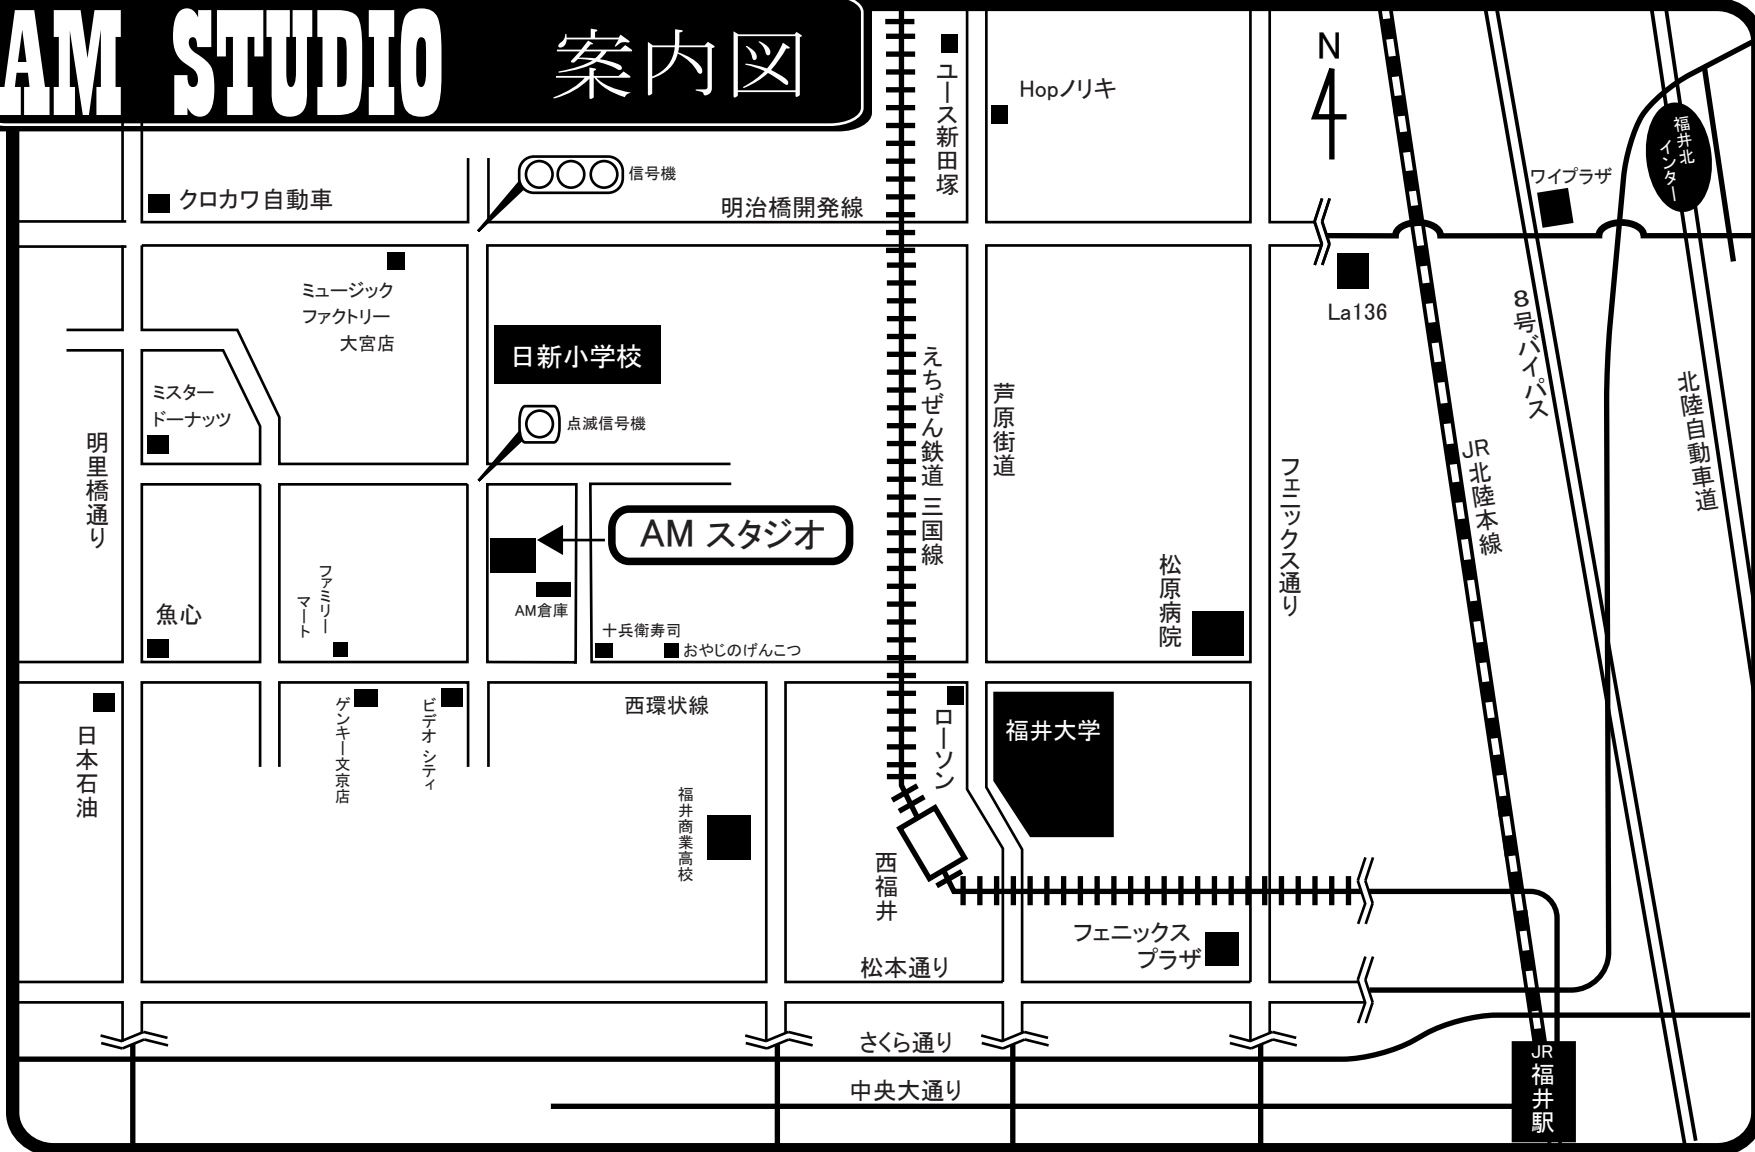 AM STUDIO 案内図
ユース新田塚
Hopノリキ
N
福井北
インター
ワイプラザ
信号機
クロカワ自動車
明治橋開発線
ミュージック
ファクトリー
大宮店
La136
8号バイパス
日新小学校
えちぜん鉄道 三国線
芦原街道
ミスター
ドーナッツ
点滅信号機
明里橋通り
フェニックス通り
JR北陸本線
北陸自動車道
AM スタジオ
松原病院
ファミリー
マート
魚心
AM倉庫
十兵衛寿司
おやじのげんこつ
西環状線
日本石油
ゲンキー文京店
ビデオ シティ
ローソン
福井大学
福井商業高校
西福井
フェニックス
プラザ
松本通り
さくら通り
中央大通り
JR
福井駅